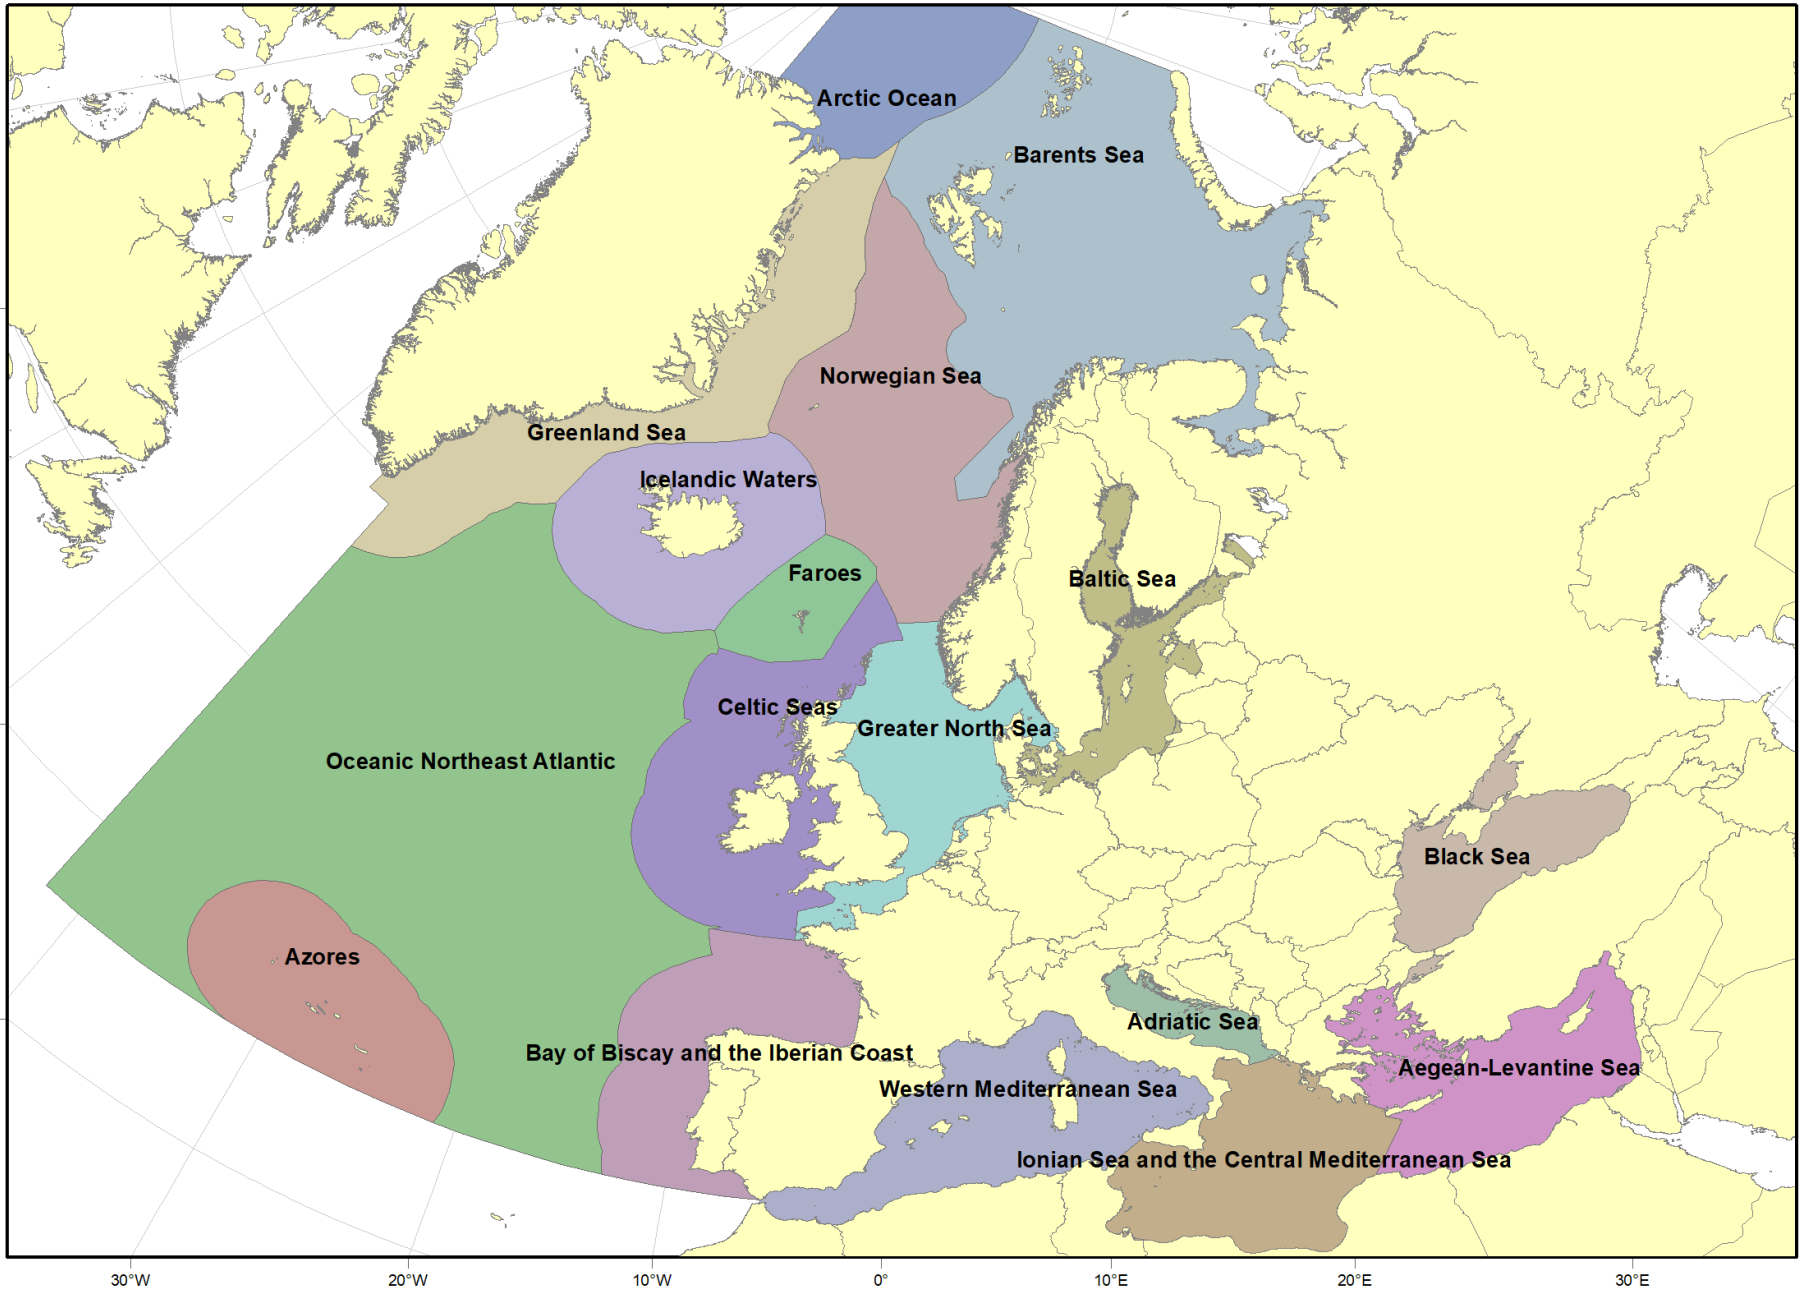 Arctic Ocean
Barents Sea
Norwegian Sea
Greenland Sea
Icelandic Waters
Faroes
Baltic Sea
Celtic Seas
Greater North Sea
Oceanic Northeast Atlantic
Black Sea
Azores
Adriatic Sea
Bay of Biscay and the Iberian Coast
Aegean-Levantine Sea
Western Mediterranean Sea
Ionian Sea and the Central Mediterranean Sea
30°W 20°W 10°W 0° 10°E 20°E 30°E